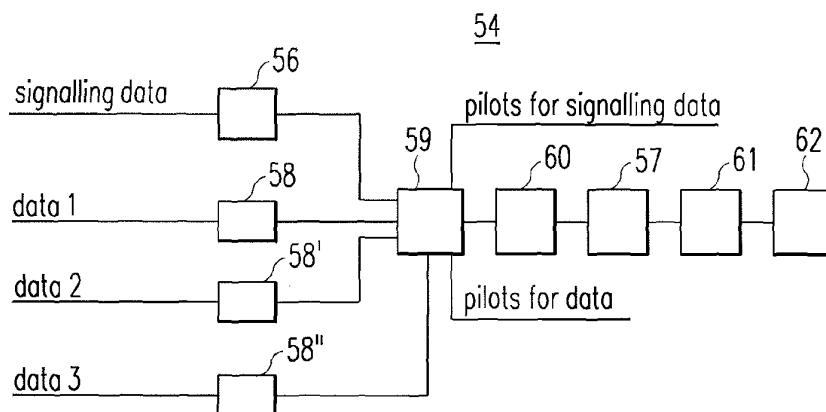 54
56
signalling data
pilots for signalling data
59
60
57
61
62
58
data 1
58'
data 2
pilots for data
58"
data 3